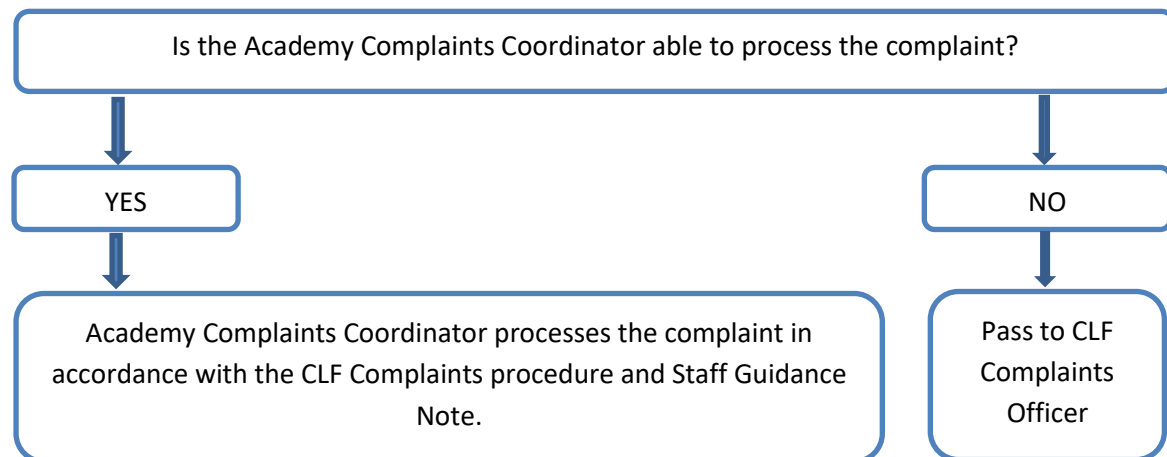 Is the Academy Complaints Coordinator able to process the complaint?
YES
NO
Academy Complaints Coordinator processes the complaint in
accordance with the CLF Complaints procedure and Staff Guidance
Note.
Pass to CLF
Complaints
Officer